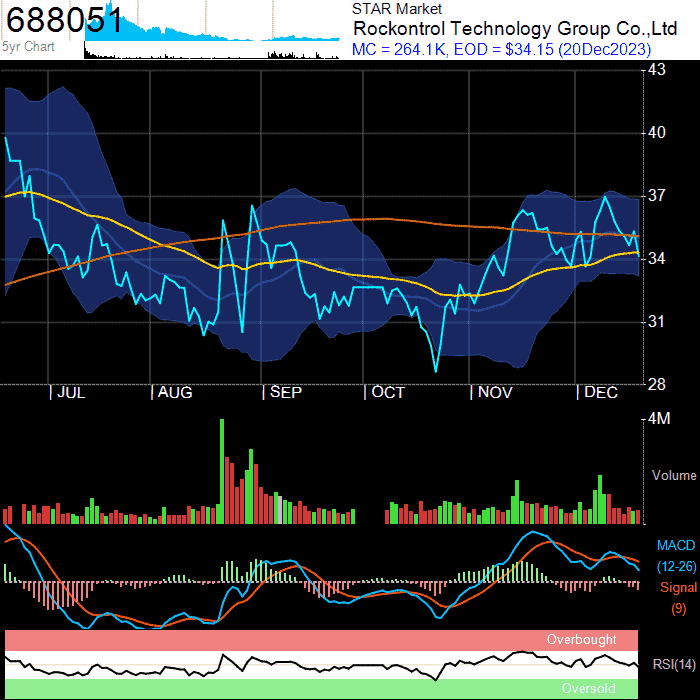 688051
5yr Chart
STAR Market
Rockontrol Technology Group Co.,Ltd
MC = 264.1K, EOD = $34.15 (20Dec2023)
43
40
37
34
31
28
| JUL
| AUG
| SEP
| OCT
| NOV
| DEC
4M
Volume
MACD
(12-26)
Signal
(9)
Overbought
RSI(14)
Oversold